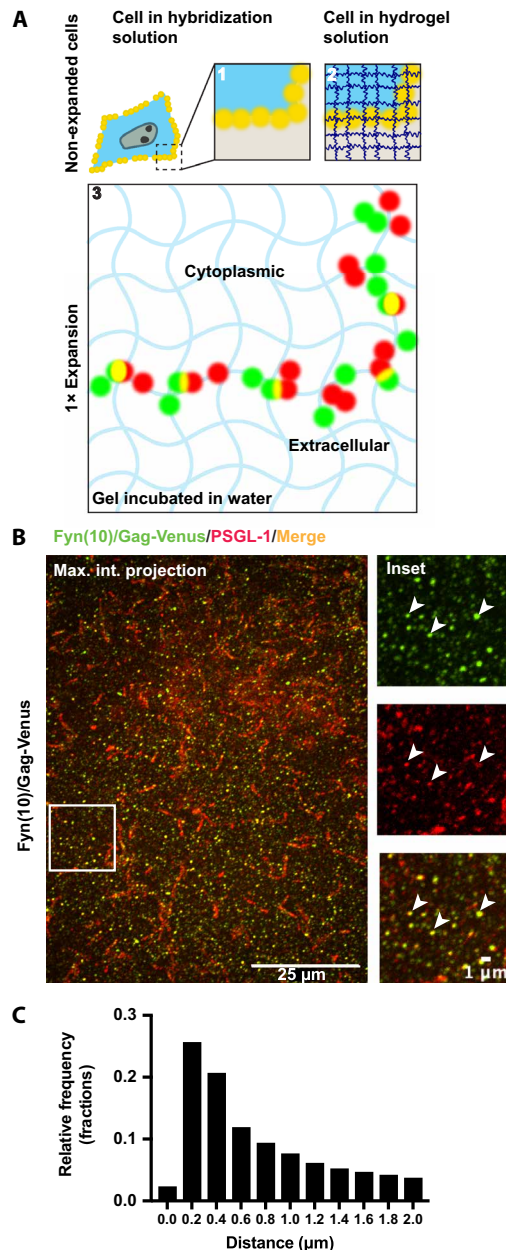 A
Cell in hybridization
solution
Cell in hydrogel
solution
Non-expanded cells
1
2
3
1× Expansion
Cytoplasmic
Extracellular
Gel incubated in water
B
Fyn(10)/Gag-Venus/PSGL-1/Merge
Max. int. projection
Inset
Fyn(10)/Gag-Venus
25 µm
1 µm
C
Relative frequency
(fractions)
0.3
0.2
0.1
0.0
0.0 0.2 0.4 0.6 0.8 1.0 1.2 1.4 1.6 1.8 2.0
Distance (µm)